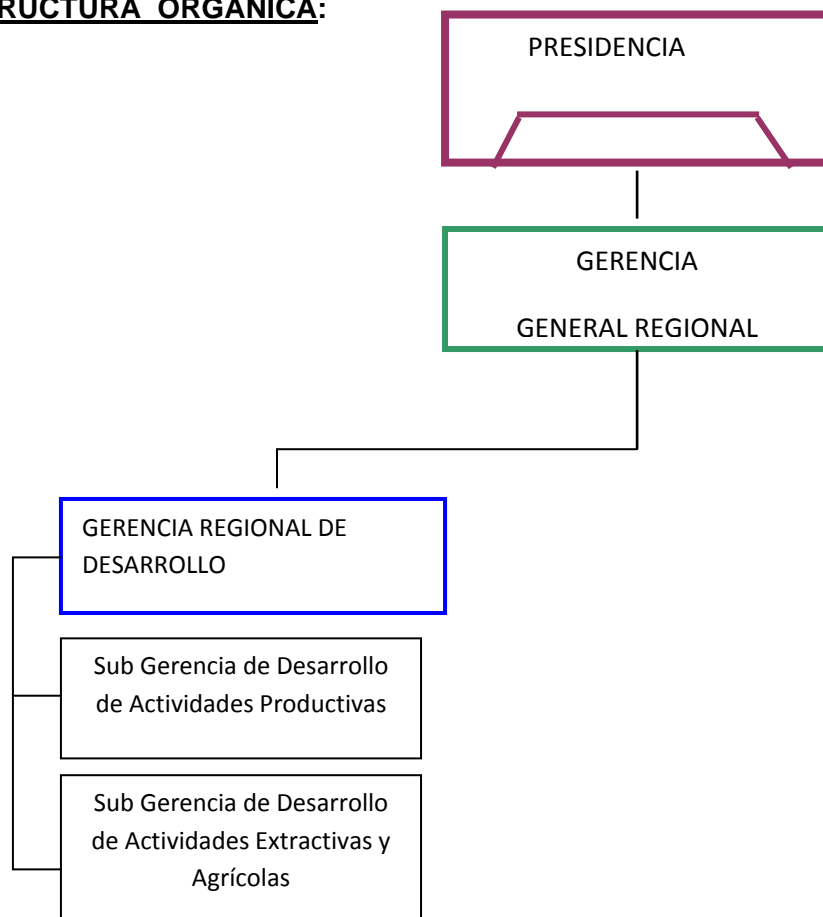 RUCTURA ORGANICA:
PRESIDENCIA
GERENCIA
GENERAL REGIONAL
GERENCIA REGIONAL DE
DESARROLLO
Sub Gerencia de Desarrollo
de Actividades Productivas
Sub Gerencia de Desarrollo
de Actividades Extractivas y
Agrícolas